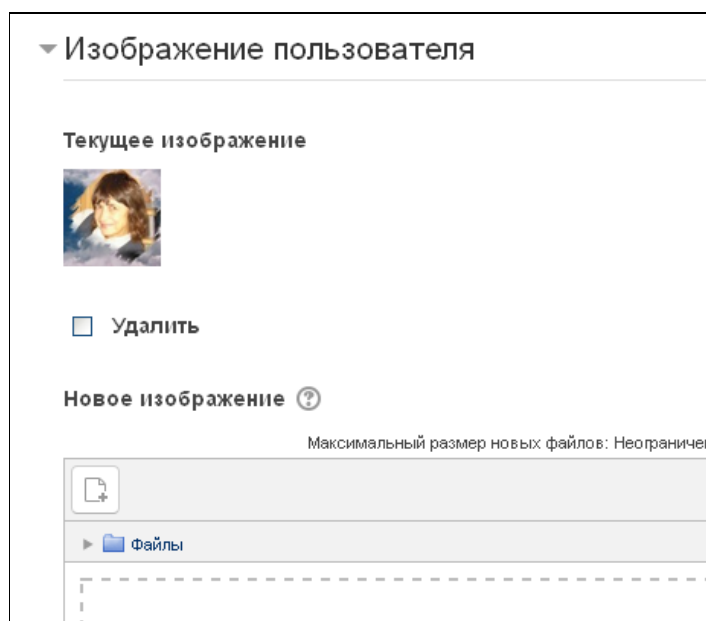 Изображение пользователя
Текущее изображение
Удалить
Новое изображение
Максимальный размер новых файлов: Неограничен
Файлы